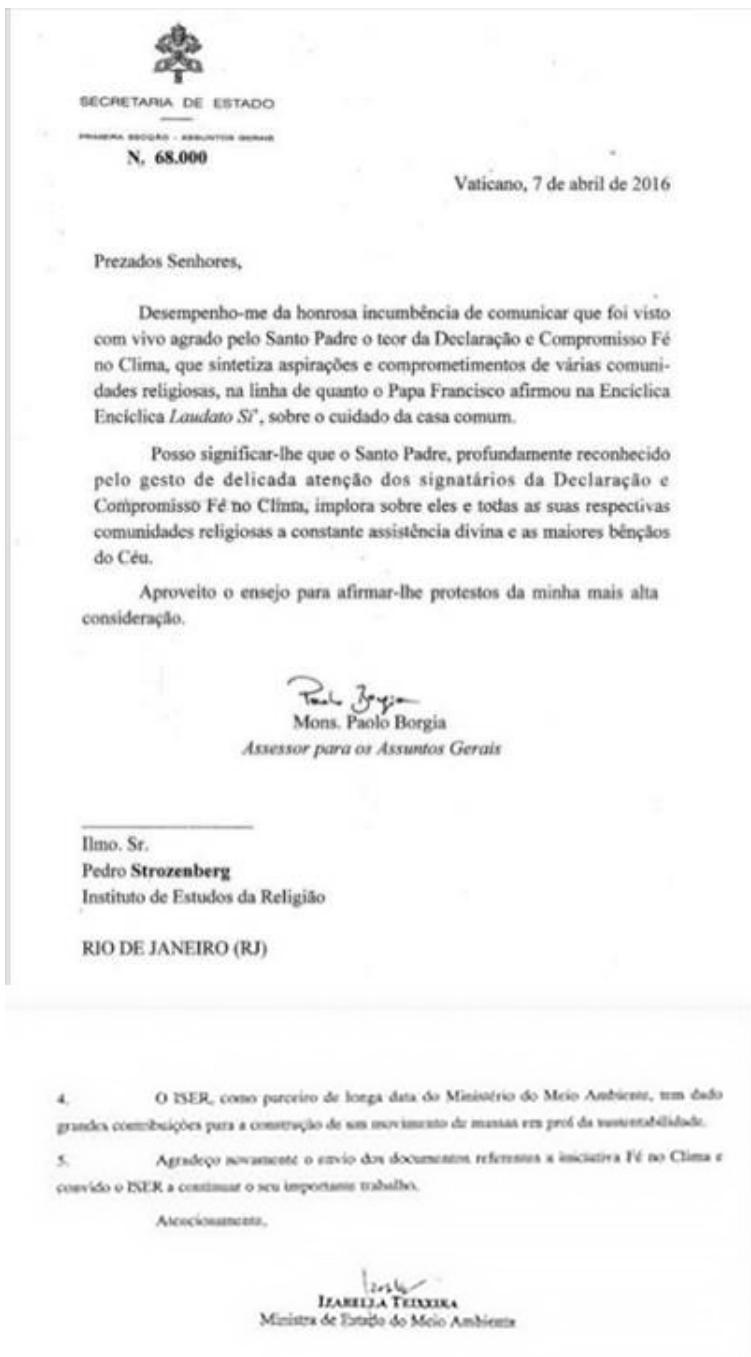 SECRETARIA DE ESTADO
PRIMEIRA SECÇÃO - ASSUNTOS GERAIS
N. 68.000
Vaticano, 7 de abril de 2016
Prezados Senhores,
Desempenho-me da honrosa incumbência de comunicar que foi visto
com vivo agrado pelo Santo Padre o teor da Declaração e Compromisso Fé
no Clima, que sintetiza aspirações e comprometimentos de várias comuni-
dades religiosas, na linha de quanto o Papa Francisco afirmou na Encíclica
Encíclica Laudato Si', sobre o cuidado da casa comum.
Posso significar-lhe que o Santo Padre, profundamente reconhecido
pelo gesto de delicada atenção dos signatários da Declaração e
Compromisso Fé no Clima, implora sobre eles e todas as suas respectivas
comunidades religiosas a constante assistência divina e as maiores bênçãos
do Céu.
Aproveito o ensejo para afirmar-lhe protestos da minha mais alta
consideração.
Paolo Borgia
Mons. Paolo Borgia
Assessor para os Assuntos Gerais
Ilmo. Sr.
Pedro Strozenberg
Instituto de Estudos da Religião
RIO DE JANEIRO (RJ)
4. O ISER, como parceiro de longa data do Ministério do Meio Ambiente, tem dado
grandes contribuições para a construção de um movimento de massas em prol da sustentabilidade.
5. Agradeço novamente o envio dos documentos referentes a iniciativa Fé no Clima e
convido o ISER a continuar o seu importante trabalho.
Atenciosamente,
IZABELLA TEIXEIRA
Ministra de Estado do Meio Ambiente